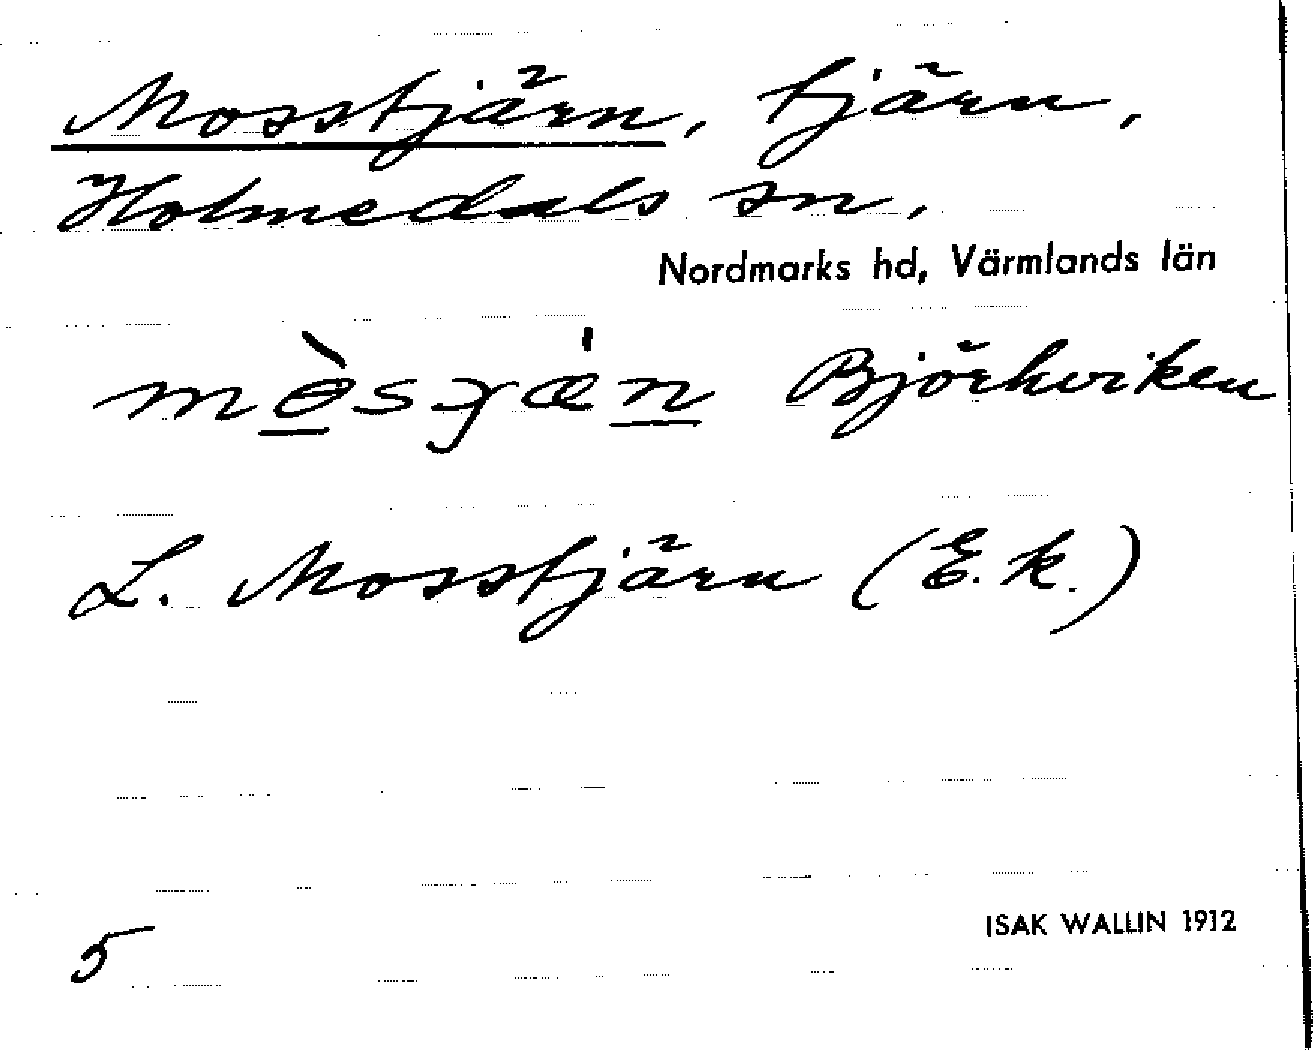 Mosstjärn, tjärn,
Holmedals sn,
Nordmarks hd, Värmlands län
Björkviken
L. Mosstjärn (E.k.)
5
ISAK WALLIN 1912